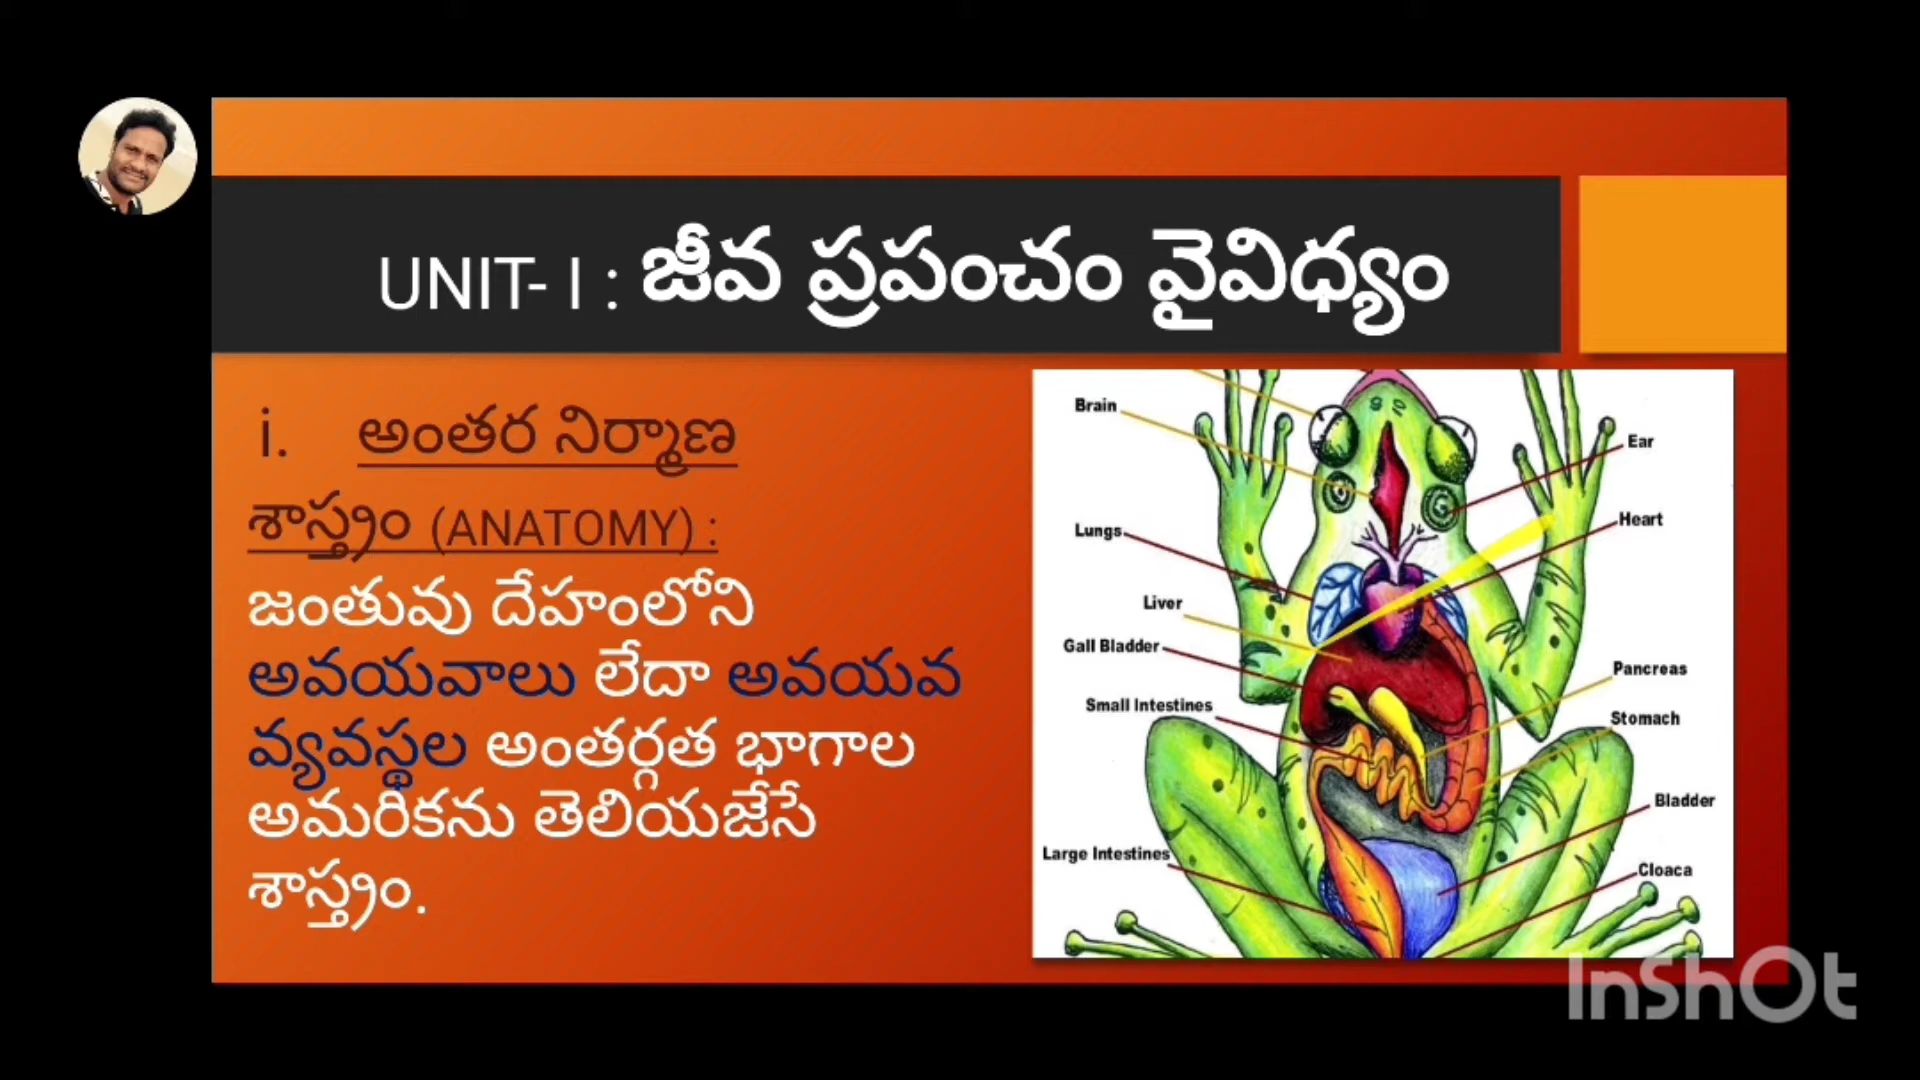 UNIT- I : జీవ ప్రపంచం వైవిధ్యం
i. అంతర నిర్మాణ
శాస్త్రం (ANATOMY) :
జంతువు దేహంలోని
అవయవాలు లేదా అవయవ
వ్యవస్థల అంతర్గత భాగాల
అమరికను తెలియజేసే
శాస్త్రం.
Brain
Ear
Heart
Lungs
Liver
Gall Bladder
Pancreas
Small Intestines
Stomach
Bladder
Large Intestines
Cloaca
InShOt